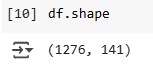 [10] df.shape
(1276, 141)